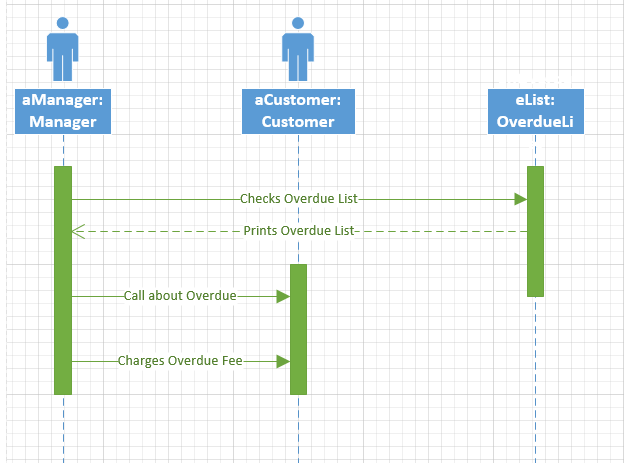 aManager:
Manager
aCustomer:
Customer
eList:
OverdueLi
Checks Overdue List
Prints Overdue List
Call about Overdue
Charges Overdue Fee